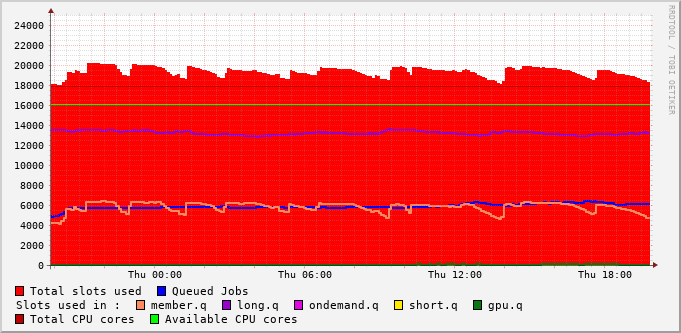 24000
22000
20000
18000
16000
14000
12000
10000
8000
6000
4000
2000
0
Thu 00:00 Thu 06:00 Thu 12:00 Thu 18:00
RRDTOOL / TOBI OETIKER
Total slots used Queued Jobs
Slots used in : member.q long.q ondemand.q short.q gpu.q
Total CPU cores Available CPU cores